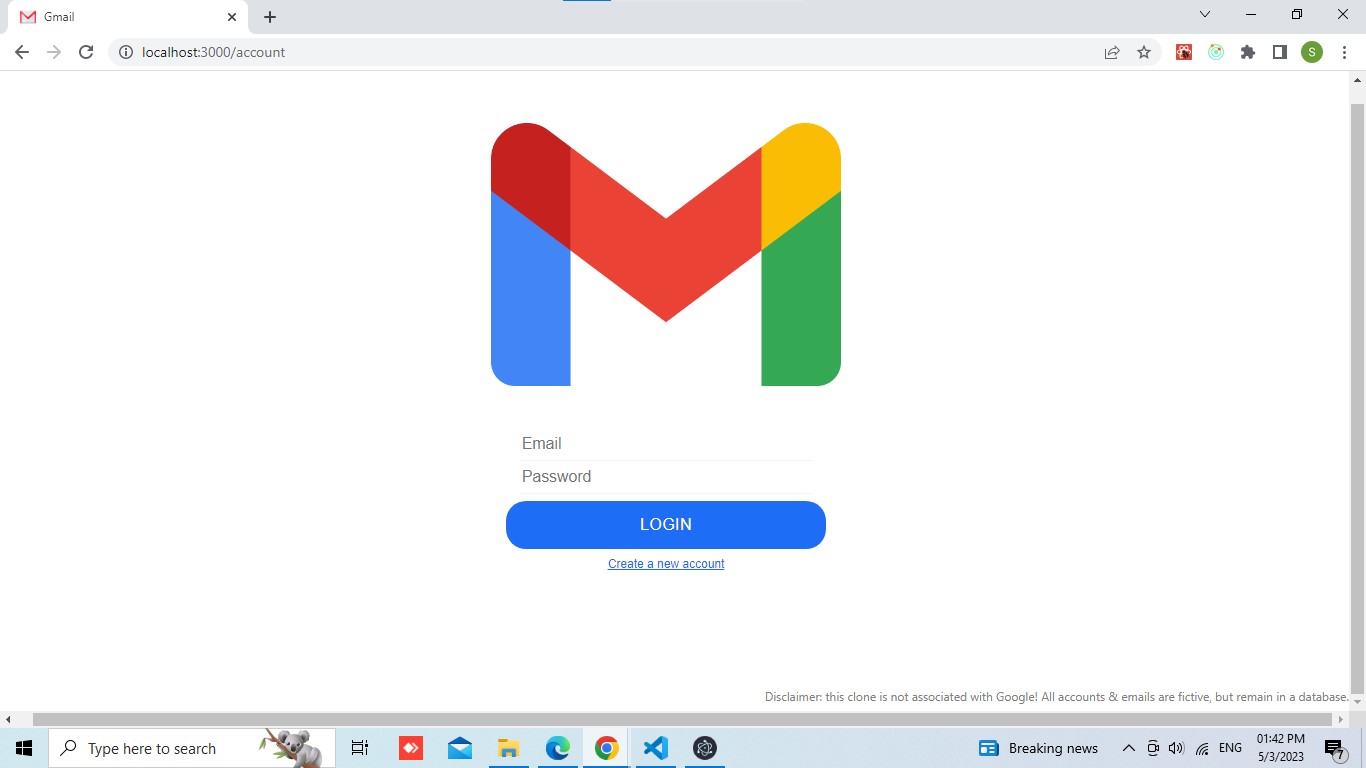 Gmail
localhost:3000/account
S
Email
Password
LOGIN
Create a new account
Disclaimer: this clone is not associated with Google! All accounts & emails are fictive, but remain in a database.
Type here to search
Breaking news
ENG
01:42 PM
5/3/2023
7